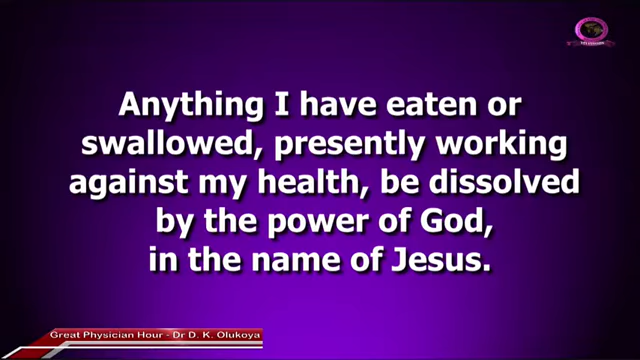 Anything I have eaten or
swallowed, presently working
against my health, be dissolved
by the power of God,
in the name of Jesus.
Great Physician Hour - Dr D. K. Olukoya